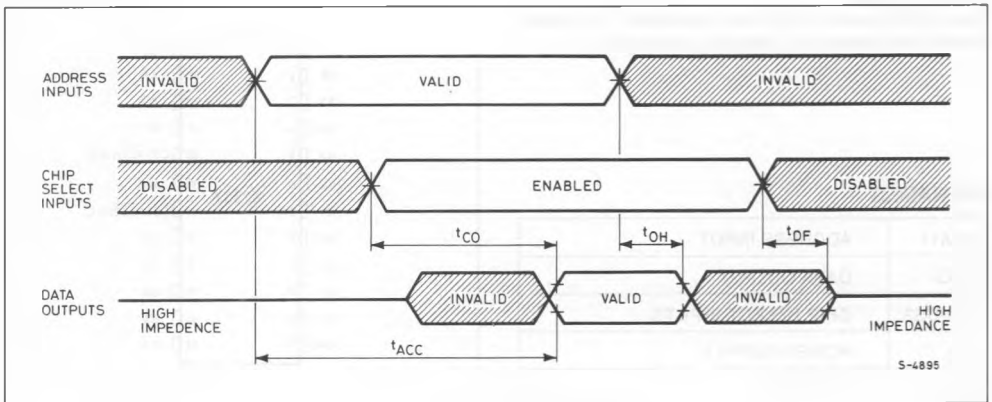 ADDRESS INPUTS
INVALID
VALID
INVALID
CHIP SELECT INPUTS
DISABLED
ENABLED
DISABLED
tCO
tOH
tDF
DATA OUTPUTS
HIGH IMPEDENCE
INVALID
VALID
INVALID
HIGH IMPEDANCE
tACC
S-4895